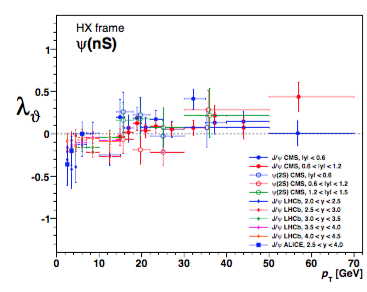 HX frame
ψ(nS)
λϑ
1
0.5
0
-0.5
-1
J/ψ CMS, |y| < 0.6
J/ψ CMS, 0.6 < |y| < 1.2
ψ(2S) CMS, |y| < 0.6
ψ(2S) CMS, 0.6 < |y| < 1.2
ψ(2S) CMS, 1.2 < |y| < 1.5
J/ψ LHCb, 2.0 < y < 2.5
J/ψ LHCb, 2.5 < y < 3.0
J/ψ LHCb, 3.0 < y < 3.5
J/ψ LHCb, 3.5 < y < 4.0
J/ψ LHCb, 4.0 < y < 4.5
J/ψ ALICE, 2.5 < y < 4.0
0 10 20 30 40 50 60 70
pT [GeV]